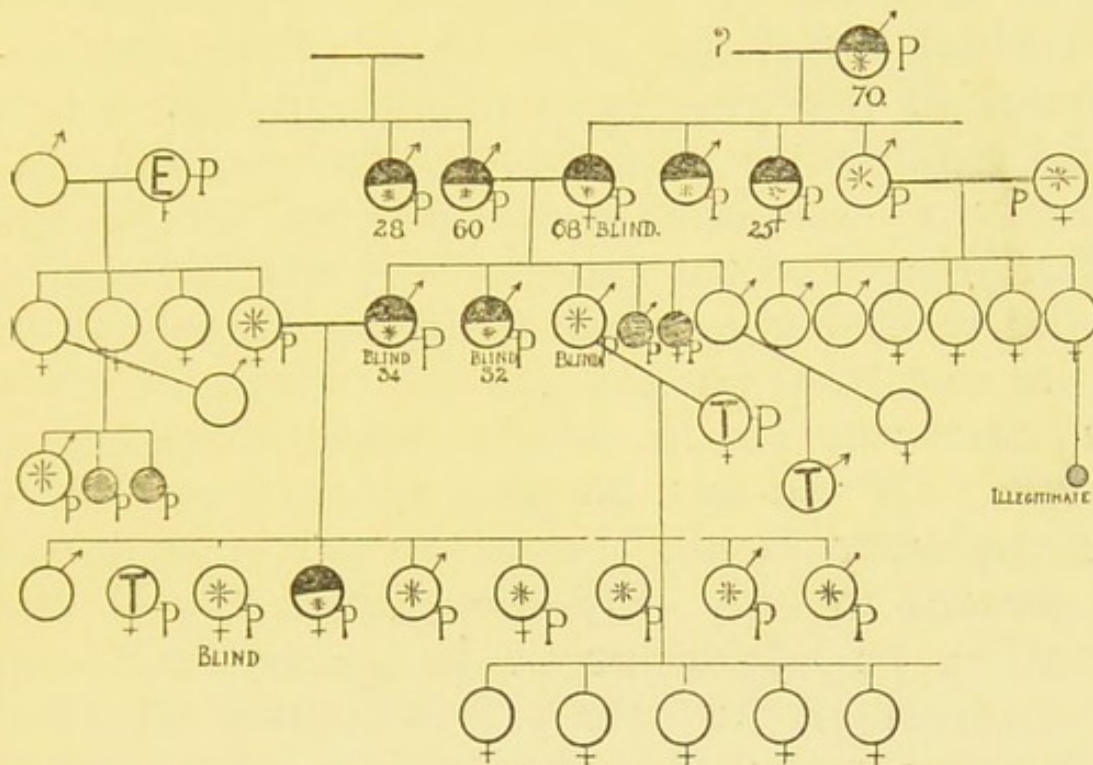 ? P
70.
E P P P P P P P P
28 60 68 BLIND. 25
P P P P P P
BLIND BLIND BLIND
34 32
T P
T
P P P
ILLEGITIMATE
T P P P P P P P P
BLIND